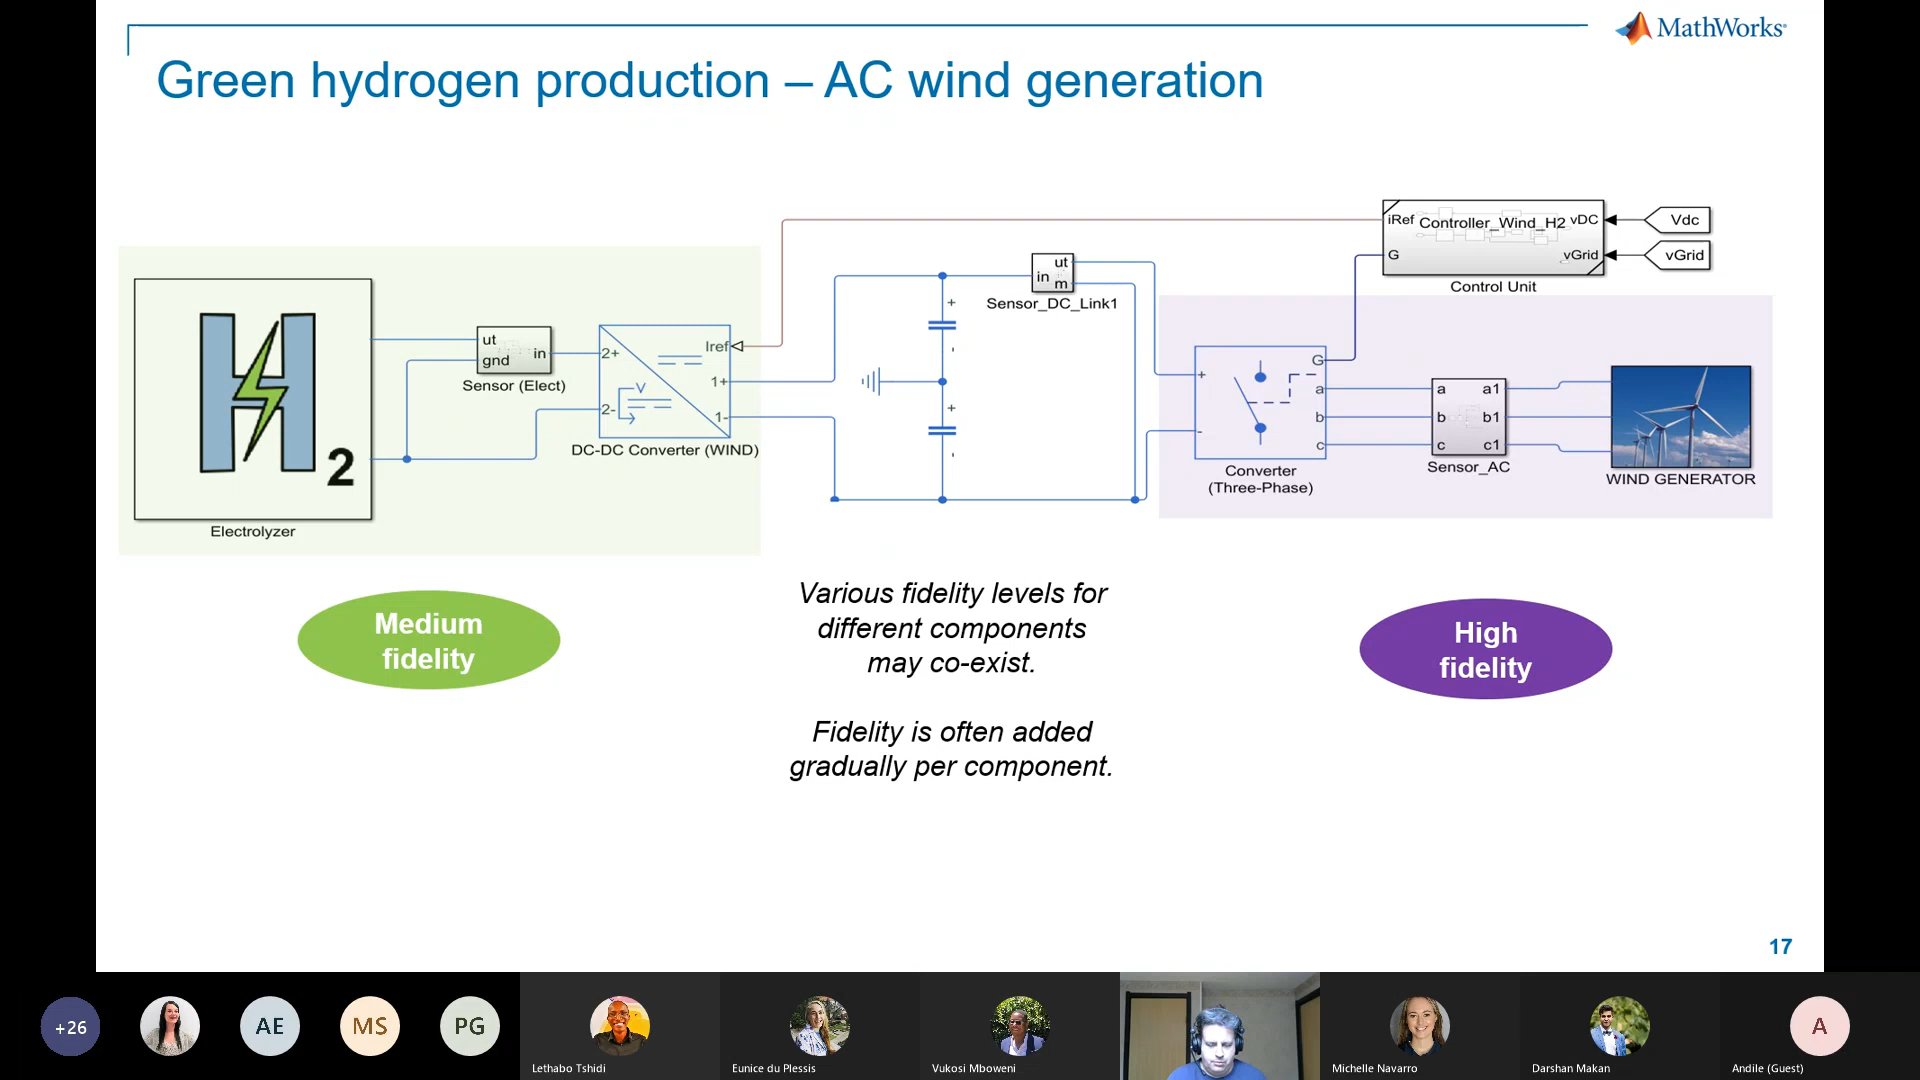 MathWorks®
Green hydrogen production – AC wind generation
iRef Controller_Wind_H2 vDC
Vdc
G vGrid
vGrid
Control Unit
ut
in
m
Sensor_DC_Link1
ut
gnd in
Sensor (Elect)
2+ Iref
1+
V
2- 1-
DC-DC Converter (WIND)
+
+
2
Electrolyzer
G
+ a
b
- c
Converter
(Three-Phase)
a a1
b b1
c c1
Sensor_AC
WIND GENERATOR
Medium
fidelity
Various fidelity levels for
different components
may co-exist.
Fidelity is often added
gradually per component.
High
fidelity
17
+26
AE
MS
PG
Lethabo Tshidi
Eunice du Plessis
Vukosi Mboweni
Michelle Navarro
Darshan Makan
A
Andile (Guest)